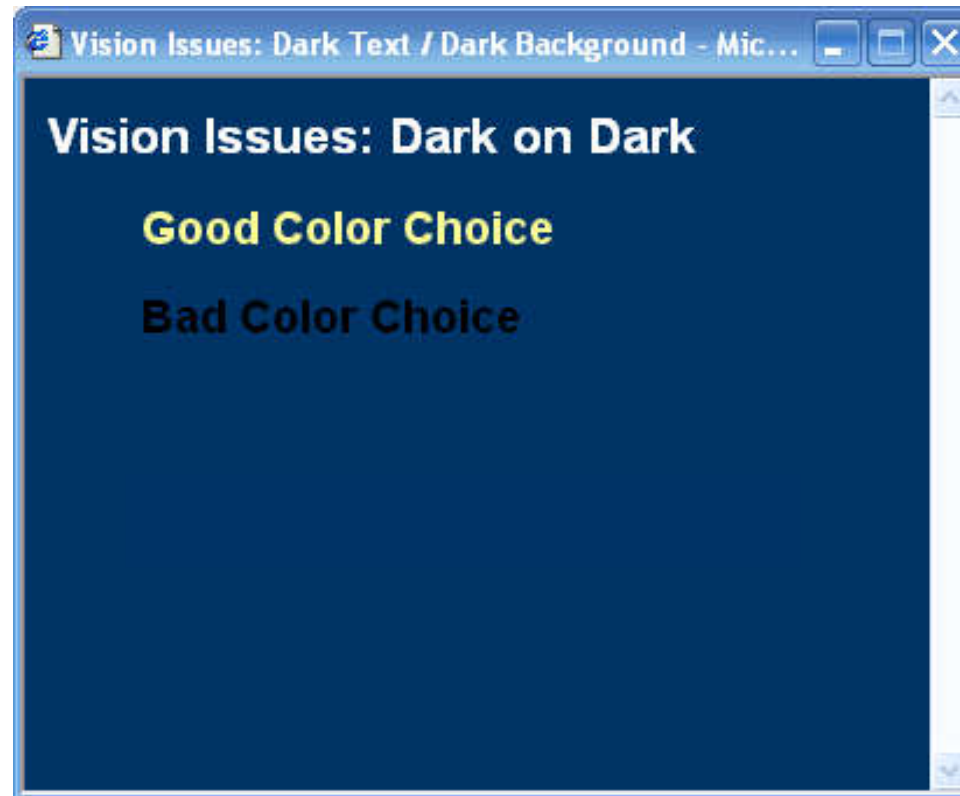 Vision Issues: Dark Text / Dark Background - Mic...
Vision Issues: Dark on Dark
Good Color Choice
Bad Color Choice